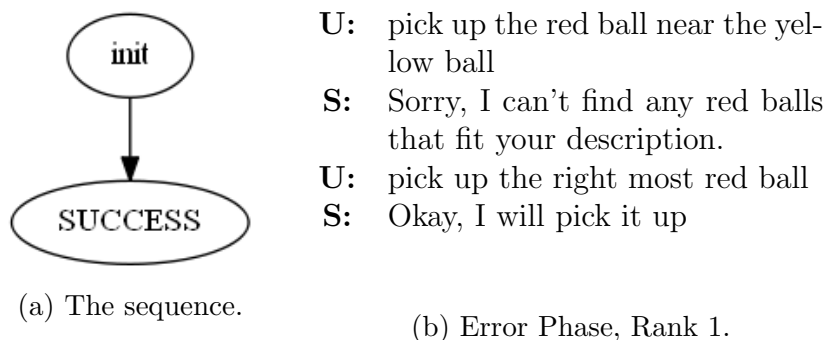 init
SUCCESS
(a) The sequence.
U: pick up the red ball near the yel-
low ball
S: Sorry, I can't find any red balls
that fit your description.
U: pick up the right most red ball
S: Okay, I will pick it up
(b) Error Phase, Rank 1.